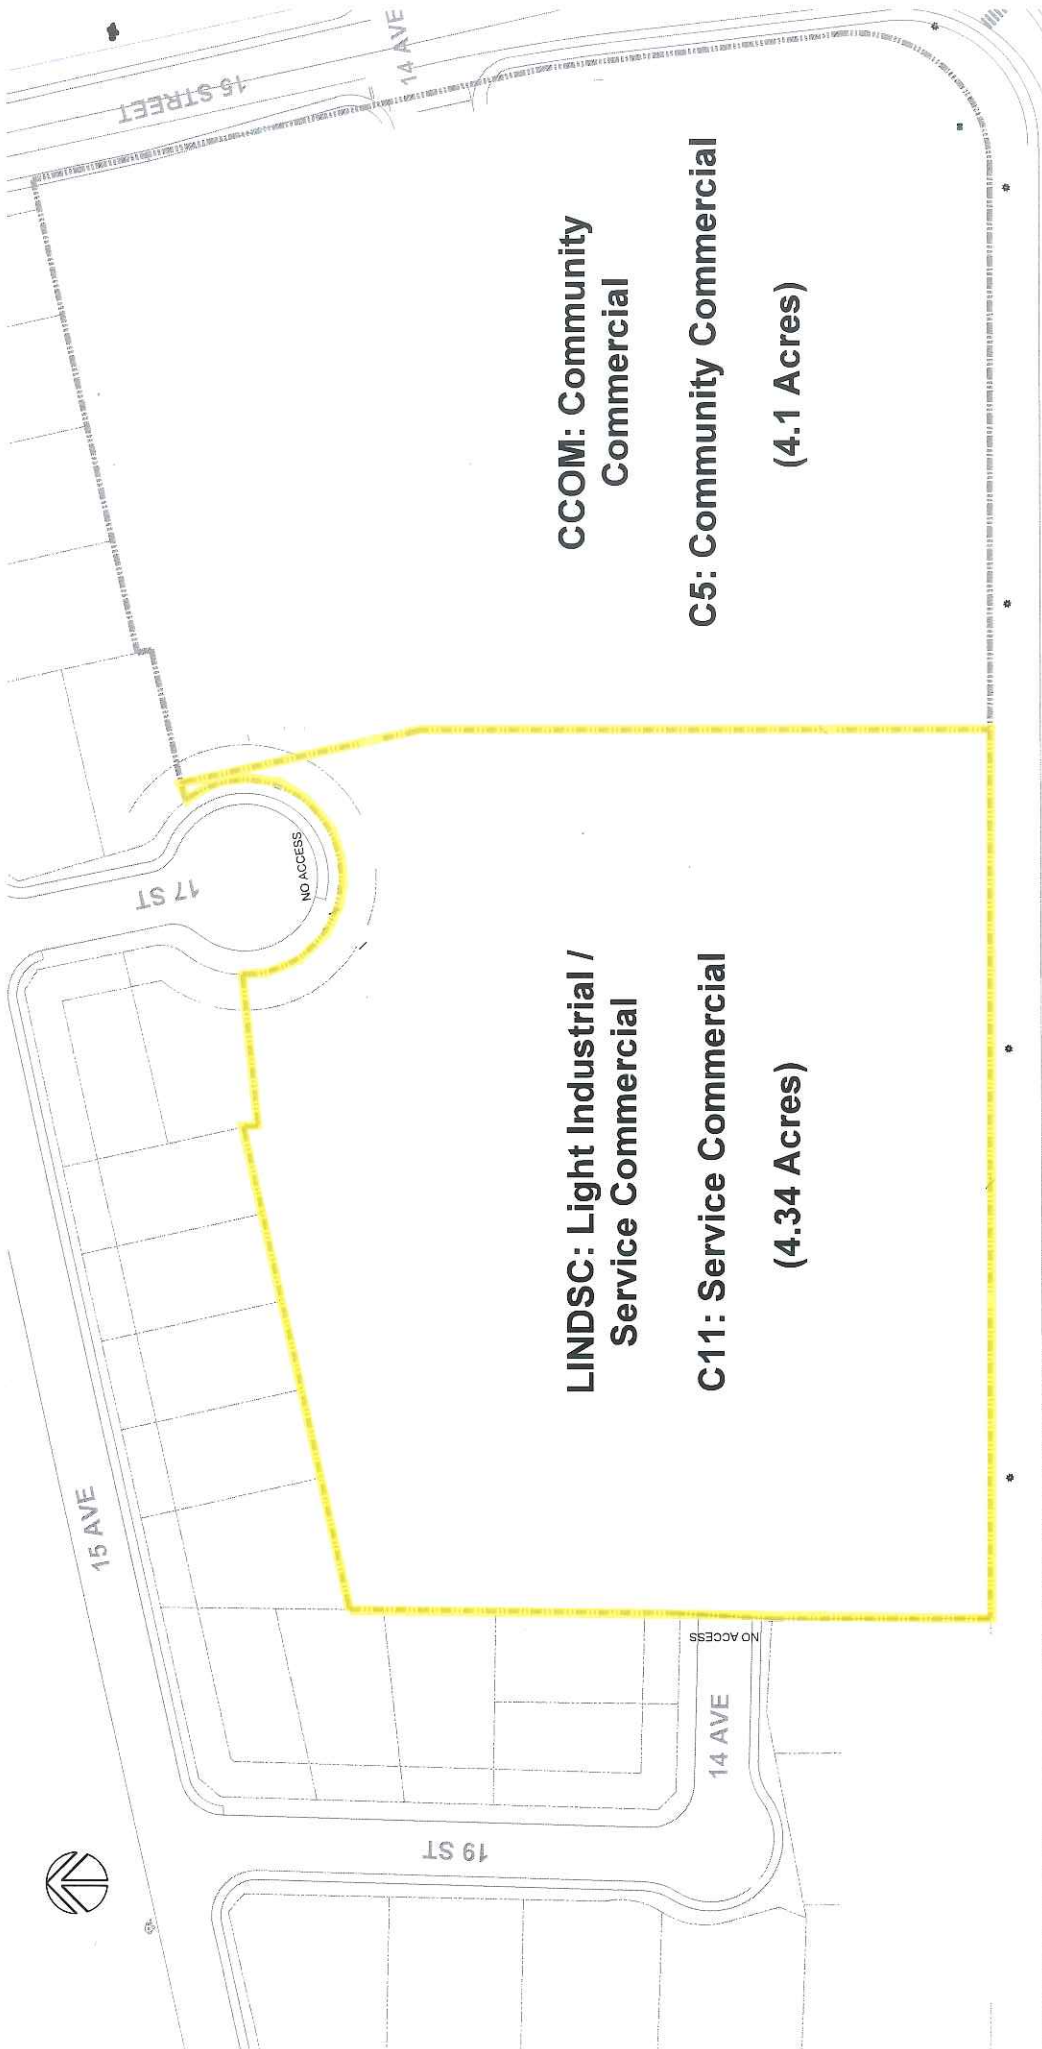 15 STREET
14 AVE
CCOM: Community
Commercial
C5: Community Commercial
(4.1 Acres)
17 ST
NO ACCESS
LINDSC: Light Industrial /
Service Commercial
C11: Service Commercial
(4.34 Acres)
15 AVE
NO ACCESS
14 AVE
19 ST